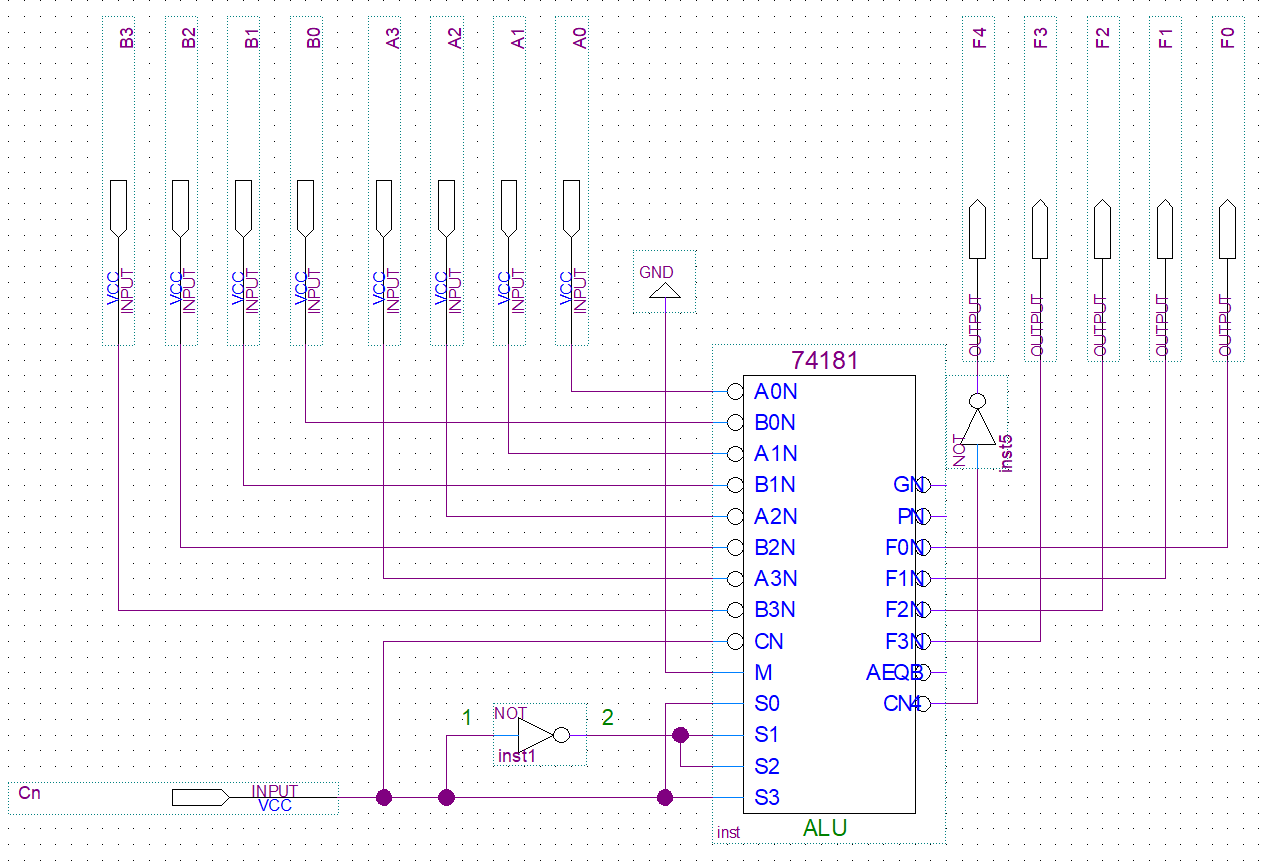 B3
B2
B1
B0
A3
A2
A1
A0
F4
F3
F2
F1
F0
VCC
INPUT
VCC
INPUT
VCC
INPUT
VCC
INPUT
VCC
INPUT
VCC
INPUT
VCC
INPUT
VCC
INPUT
GND
OUTPUT
OUTPUT
OUTPUT
OUTPUT
OUTPUT
74181
A0N
B0N
A1N
B1N
A2N
B2N
A3N
B3N
CN
M
S0
S1
S2
S3
GN
PN
F0N
F1N
F2N
F3N
AEQB
CN4
NOT
inst5
1
NOT
2
inst1
Cn
INPUT
VCC
inst
ALU